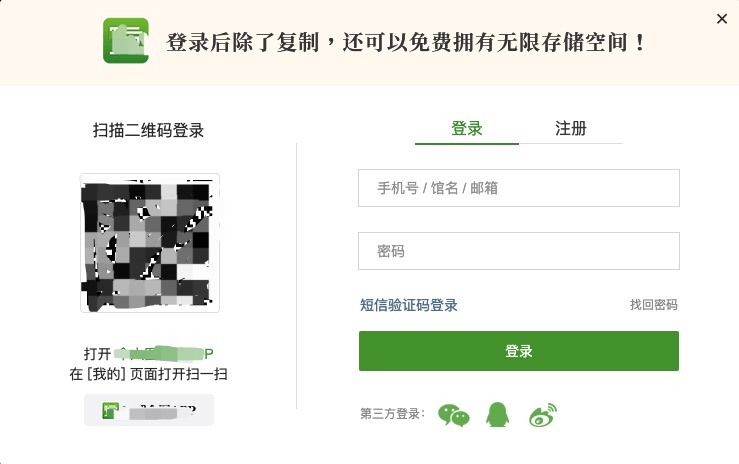 登录后除了复制，还可以免费拥有无限存储空间！
扫描二维码登录
打开
在 [我的] 页面打开扫一扫
登录 注册
手机号 / 馆名 / 邮箱
密码
短信验证码登录 找回密码
登录
第三方登录：